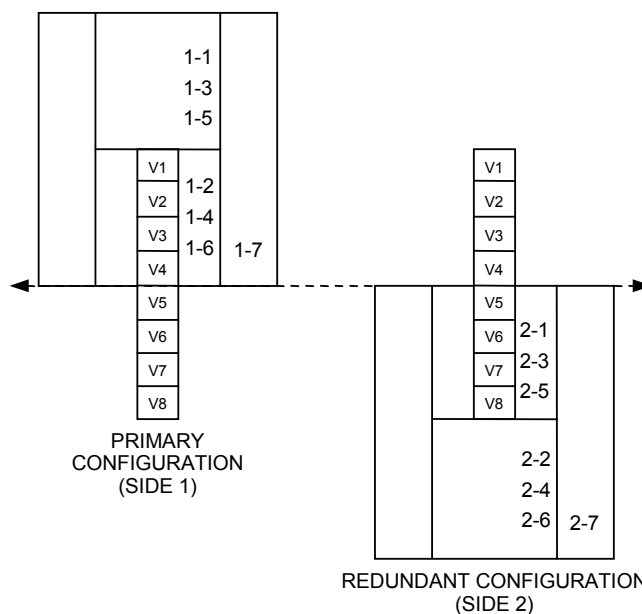 1-1
1-3
1-5
V1
V2
V3
V4
V5
V6
V7
V8
1-2
1-4
1-6
1-7
PRIMARY
CONFIGURATION
(SIDE 1)
V1
V2
V3
V4
V5
V6
V7
V8
2-1
2-3
2-5
2-2
2-4
2-6
2-7
REDUNDANT CONFIGURATION
(SIDE 2)